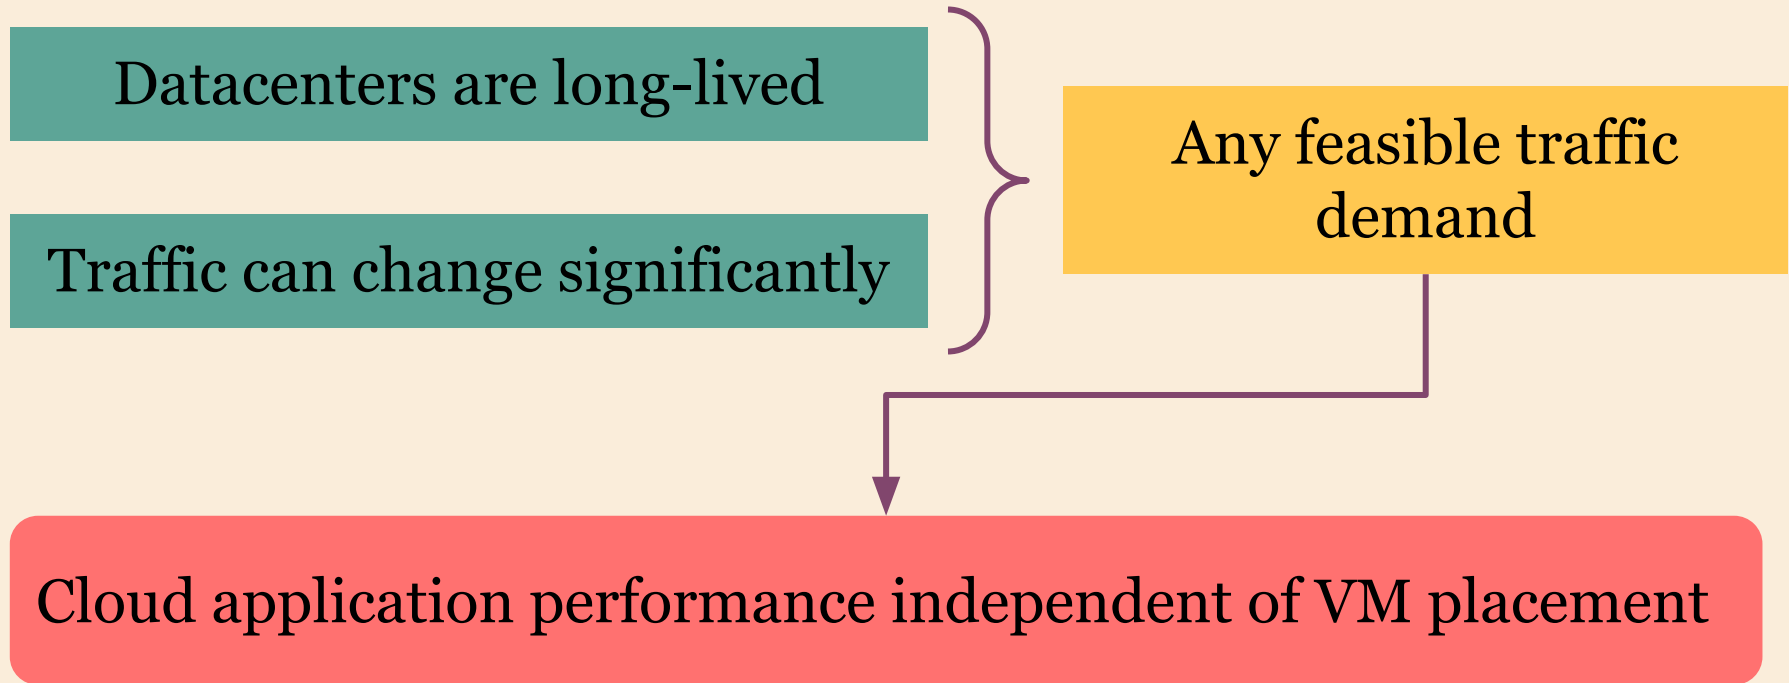 Datacenters are long-lived
Traffic can change significantly
Any feasible traffic
demand
Cloud application performance independent of VM placement